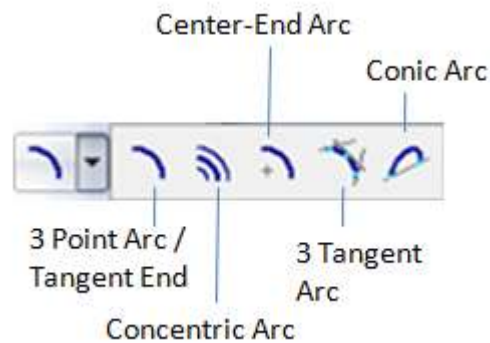 Center-End Arc
Conic Arc
3 Point Arc /
Tangent End
3 Tangent
Arc
Concentric Arc